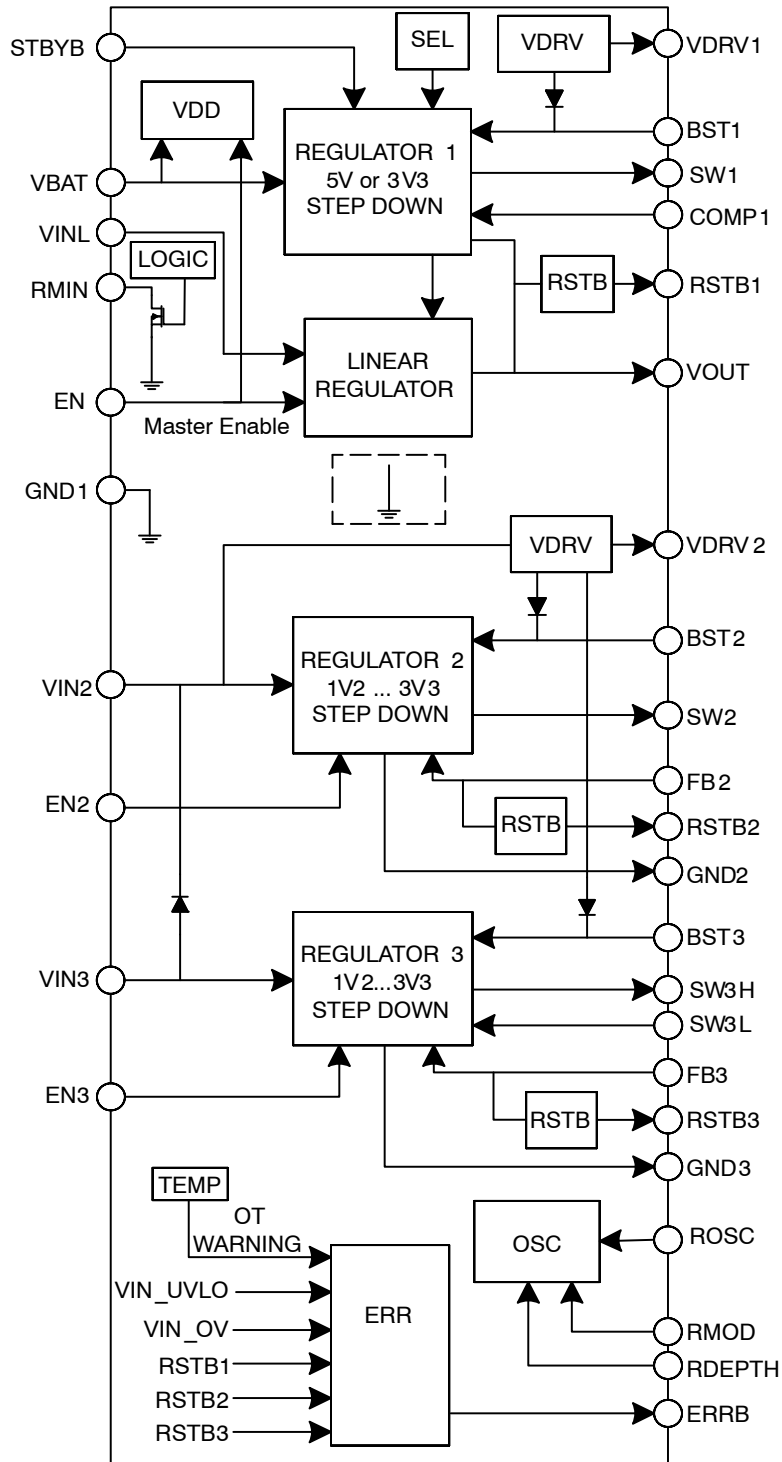 STBYB
SEL
VDRV
VDRV1
VDD
BST1
REGULATOR 1
5V or 3V3
STEP DOWN
VBAT
SW1
COMP1
VINL
LOGIC
RMIN
RSTB
RSTB1
LINEAR
REGULATOR
VOUT
EN
Master Enable
GND1
VDRV
VDRV2
BST2
REGULATOR 2
1V2 ... 3V3
STEP DOWN
VIN2
SW2
FB2
EN2
RSTB
RSTB2
GND2
BST3
REGULATOR 3
1V2...3V3
STEP DOWN
VIN3
SW3H
SW3L
FB3
EN3
RSTB
RSTB3
GND3
TEMP
OT
WARNING
OSC
ROSC
VIN_UVLO
ERR
VIN_OV
RMOD
RSTB1
RDEPTH
RSTB2
ERRB
RSTB3